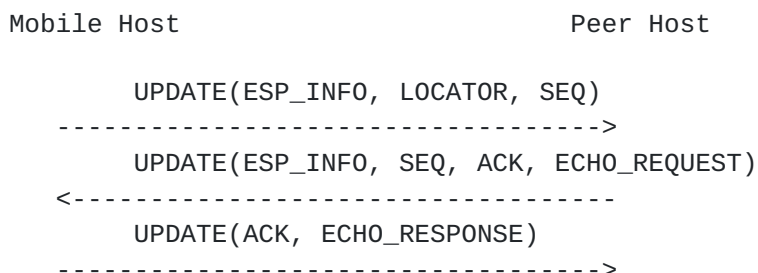 Mobile Host                         Peer Host
UPDATE(ESP_INFO, LOCATOR, SEQ)
----------------------------------->
UPDATE(ESP_INFO, SEQ, ACK, ECHO_REQUEST)
<-----------------------------------
UPDATE(ACK, ECHO_RESPONSE)
----------------------------------->